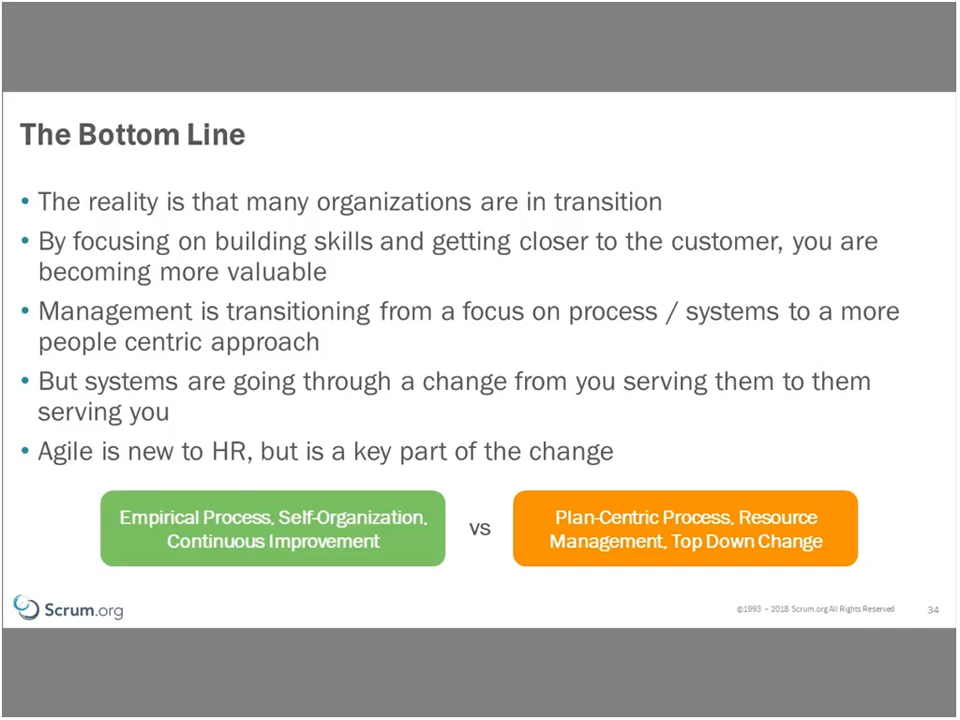 The Bottom Line
• The reality is that many organizations are in transition
• By focusing on building skills and getting closer to the customer, you are
becoming more valuable
• Management is transitioning from a focus on process / systems to a more
people centric approach
• But systems are going through a change from you serving them to them
serving you
• Agile is new to HR, but is a key part of the change
Empirical Process, Self-Organization,
Continuous Improvement
vs
Plan-Centric Process, Resource
Management, Top Down Change
Scrum.org
©1993 – 2018 Scrum.org All Rights Reserved
34